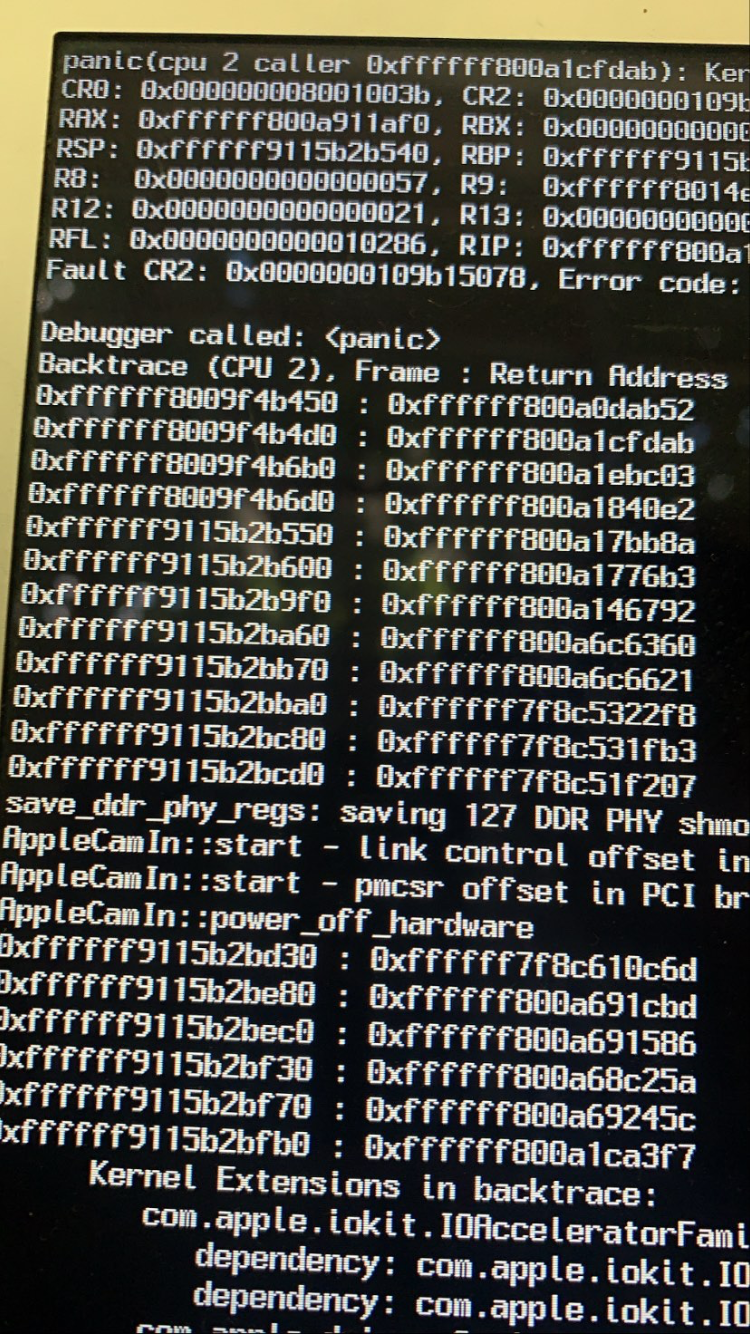 panic(cpu 2 caller 0xffffff800a1cfdab): Ker
CR0: 0x000000008001003b, CR2: 0x0000000109b
RAX: 0xffffff800a911af0, RBX: 0x00000000000
RSP: 0xffffff9115b2b540, RBP: 0xffffff9115b
R8: 0x0000000000000057, R9: 0xffffff8014e
R12: 0x0000000000000021, R13: 0x00000000000
RFL: 0x0000000000010286, RIP: 0xffffff800a1
Fault CR2: 0x0000000109b15078, Error code:
Debugger called: <panic>
Backtrace (CPU 2), Frame : Return Address
0xffffff8009f4b450 : 0xffffff800a0dab52
0xffffff8009f4b4d0 : 0xffffff800a1cfdab
0xffffff8009f4b6b0 : 0xffffff800a1ebc03
0xffffff8009f4b6d0 : 0xffffff800a1840e2
0xffffff9115b2b550 : 0xffffff800a17bb8a
0xffffff9115b2b600 : 0xffffff800a1776b3
0xffffff9115b2b9f0 : 0xffffff800a146792
0xffffff9115b2ba60 : 0xffffff800a6c6360
0xffffff9115b2bb70 : 0xffffff800a6c6621
0xffffff9115b2bba0 : 0xffffff7f8c5322f8
0xffffff9115b2bc80 : 0xffffff7f8c531fb3
0xffffff9115b2bcd0 : 0xffffff7f8c51f207
save_ddr_phy_regs: saving 127 DDR PHY shmo
AppleCamIn::start - link control offset in
AppleCamIn::start - pmcsr offset in PCI br
AppleCamIn::power_off_hardware
0xffffff9115b2bd30 : 0xffffff7f8c610c6d
0xffffff9115b2be80 : 0xffffff800a691cbd
0xffffff9115b2bec0 : 0xffffff800a691586
0xffffff9115b2bf30 : 0xffffff800a68c25a
0xffffff9115b2bf70 : 0xffffff800a69245c
0xffffff9115b2bfb0 : 0xffffff800a1ca3f7
Kernel Extensions in backtrace:
com.apple.iokit.IOAcceleratorFami
dependency: com.apple.iokit.IO
dependency: com.apple.iokit.IO